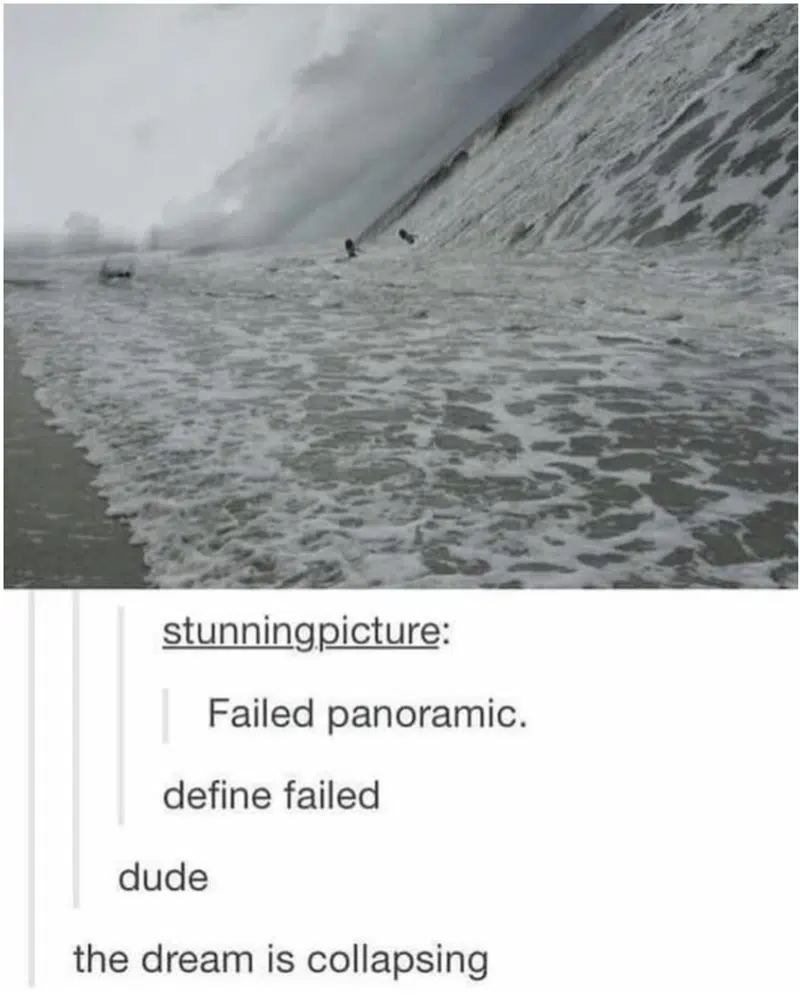 stunningpicture:
Failed panoramic.
define failed
dude
the dream is collapsing